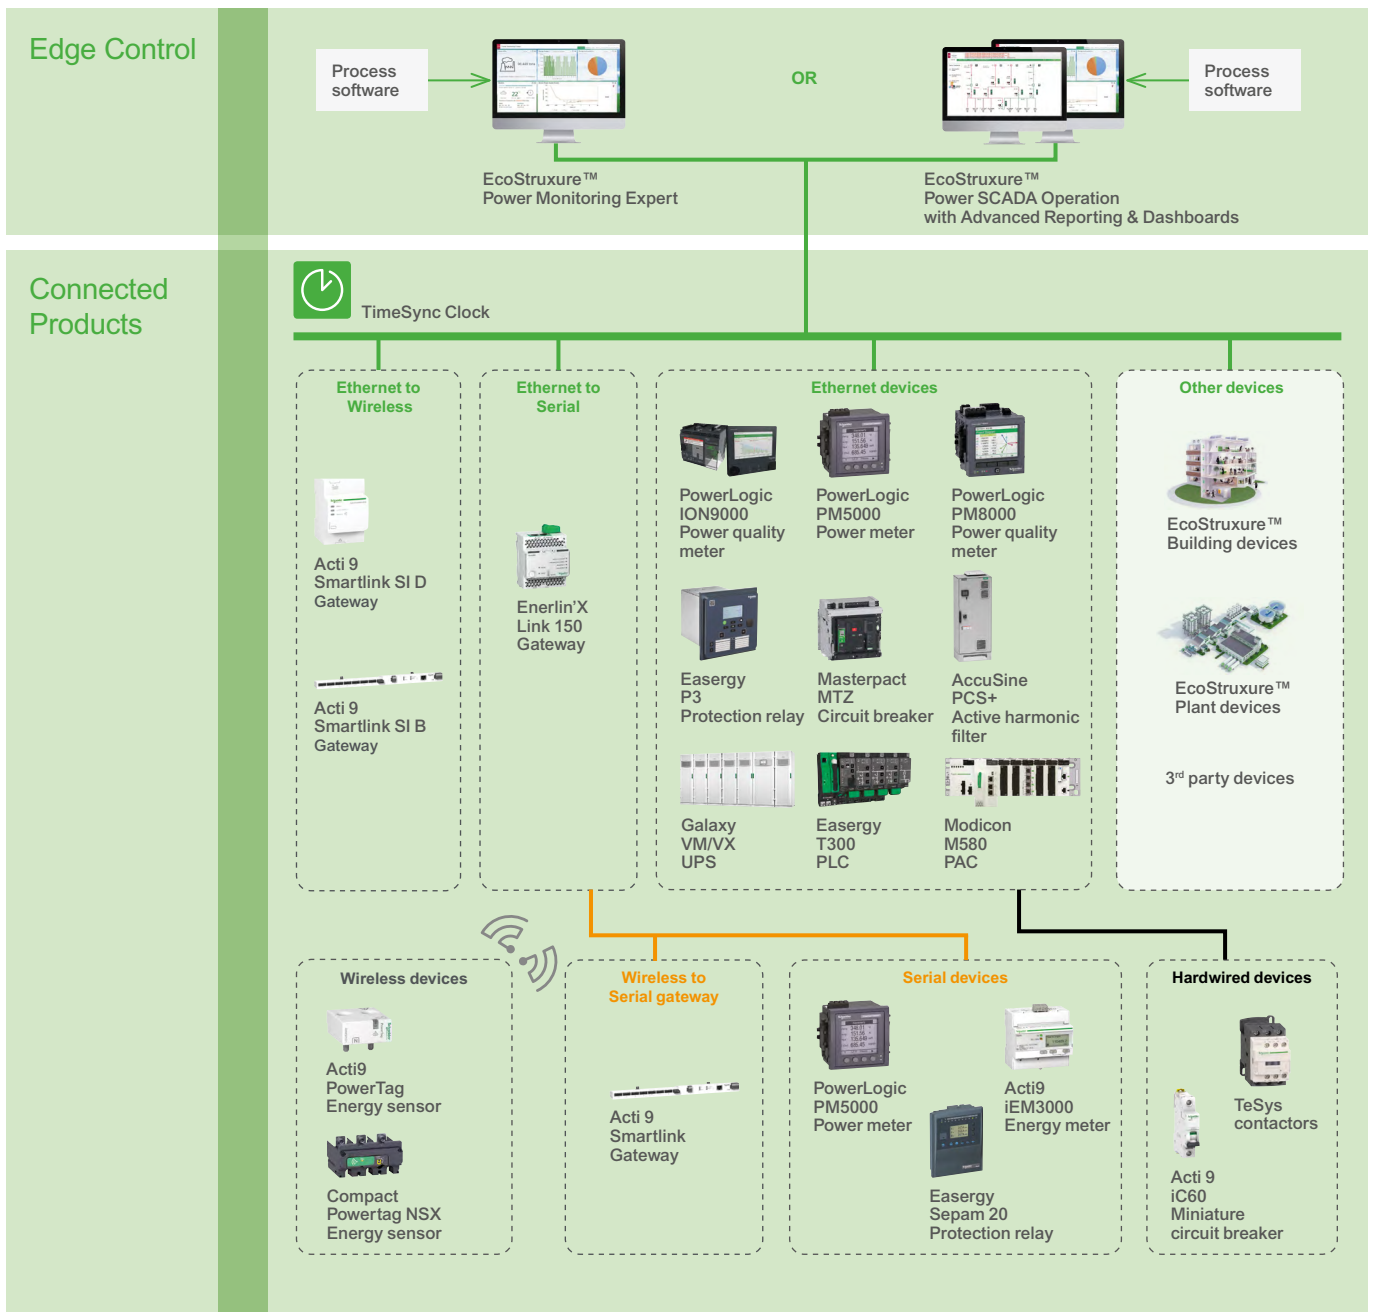 Edge Control
Process
software
OR
Process
software
EcoStruxure™
Power Monitoring Expert
EcoStruxure™
Power SCADA Operation
with Advanced Reporting & Dashboards
Connected
Products
TimeSync Clock
Ethernet to
Wireless
Acti 9
Smartlink SI D
Gateway
Acti 9
Smartlink SI B
Gateway
Ethernet to
Serial
Enerlin’X
Link 150
Gateway
Ethernet devices
PowerLogic
ION9000
Power quality
meter
PowerLogic
PM5000
Power meter
PowerLogic
PM8000
Power quality
meter
Easergy
P3
Protection relay
Masterpact
MTZ
Circuit breaker
AccuSine
PCS+
Active harmonic
filter
Galaxy
VM/VX
UPS
Easergy
T300
PLC
Modicon
M580
PAC
Other devices
EcoStruxure™
Building devices
EcoStruxure™
Plant devices
3rd party devices
Wireless devices
Acti9
PowerTag
Energy sensor
Compact
Powertag NSX
Energy sensor
Wireless to
Serial gateway
Acti 9
Smartlink
Gateway
Serial devices
PowerLogic
PM5000
Power meter
Acti9
iEM3000
Energy meter
Easergy
Sepam 20
Protection relay
Hardwired devices
TeSys
contactors
Acti 9
iC60
Miniature
circuit breaker